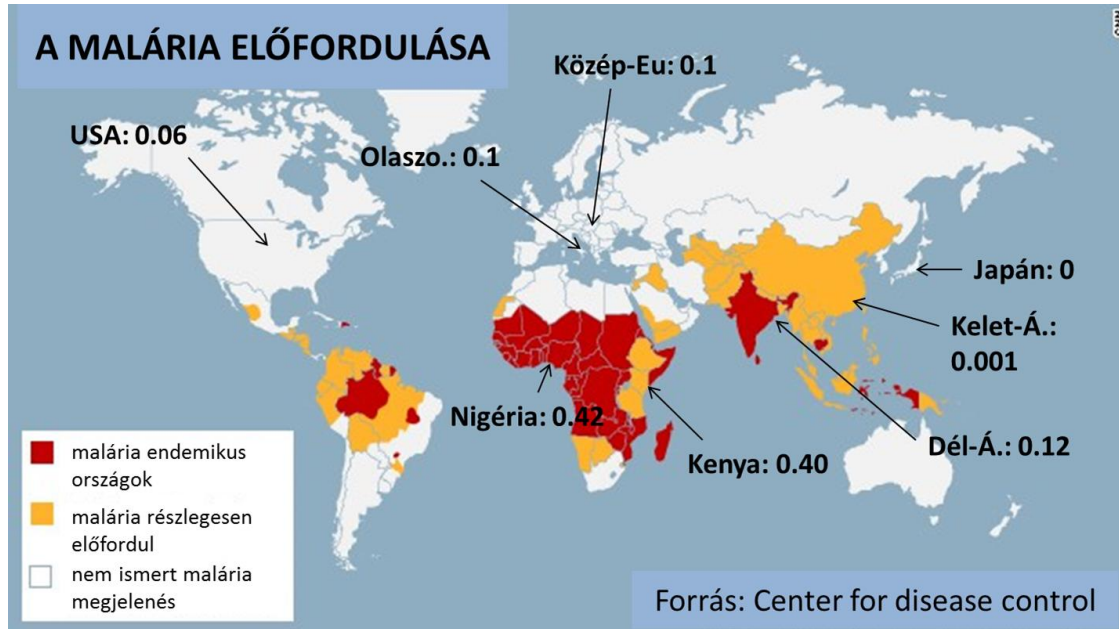 A MALÁRIA ELŐFORDULÁSA
Közép-Eu: 0.1
USA: 0.06
Olaszo.: 0.1
Japán: 0
Kelet-Á.:
0.001
Nigéria: 0.42
Dél-Á.: 0.12
Kenya: 0.40
malária endemikus
országok
malária részlegesen
előfordul
nem ismert malária
megjelenés
Forrás: Center for disease control